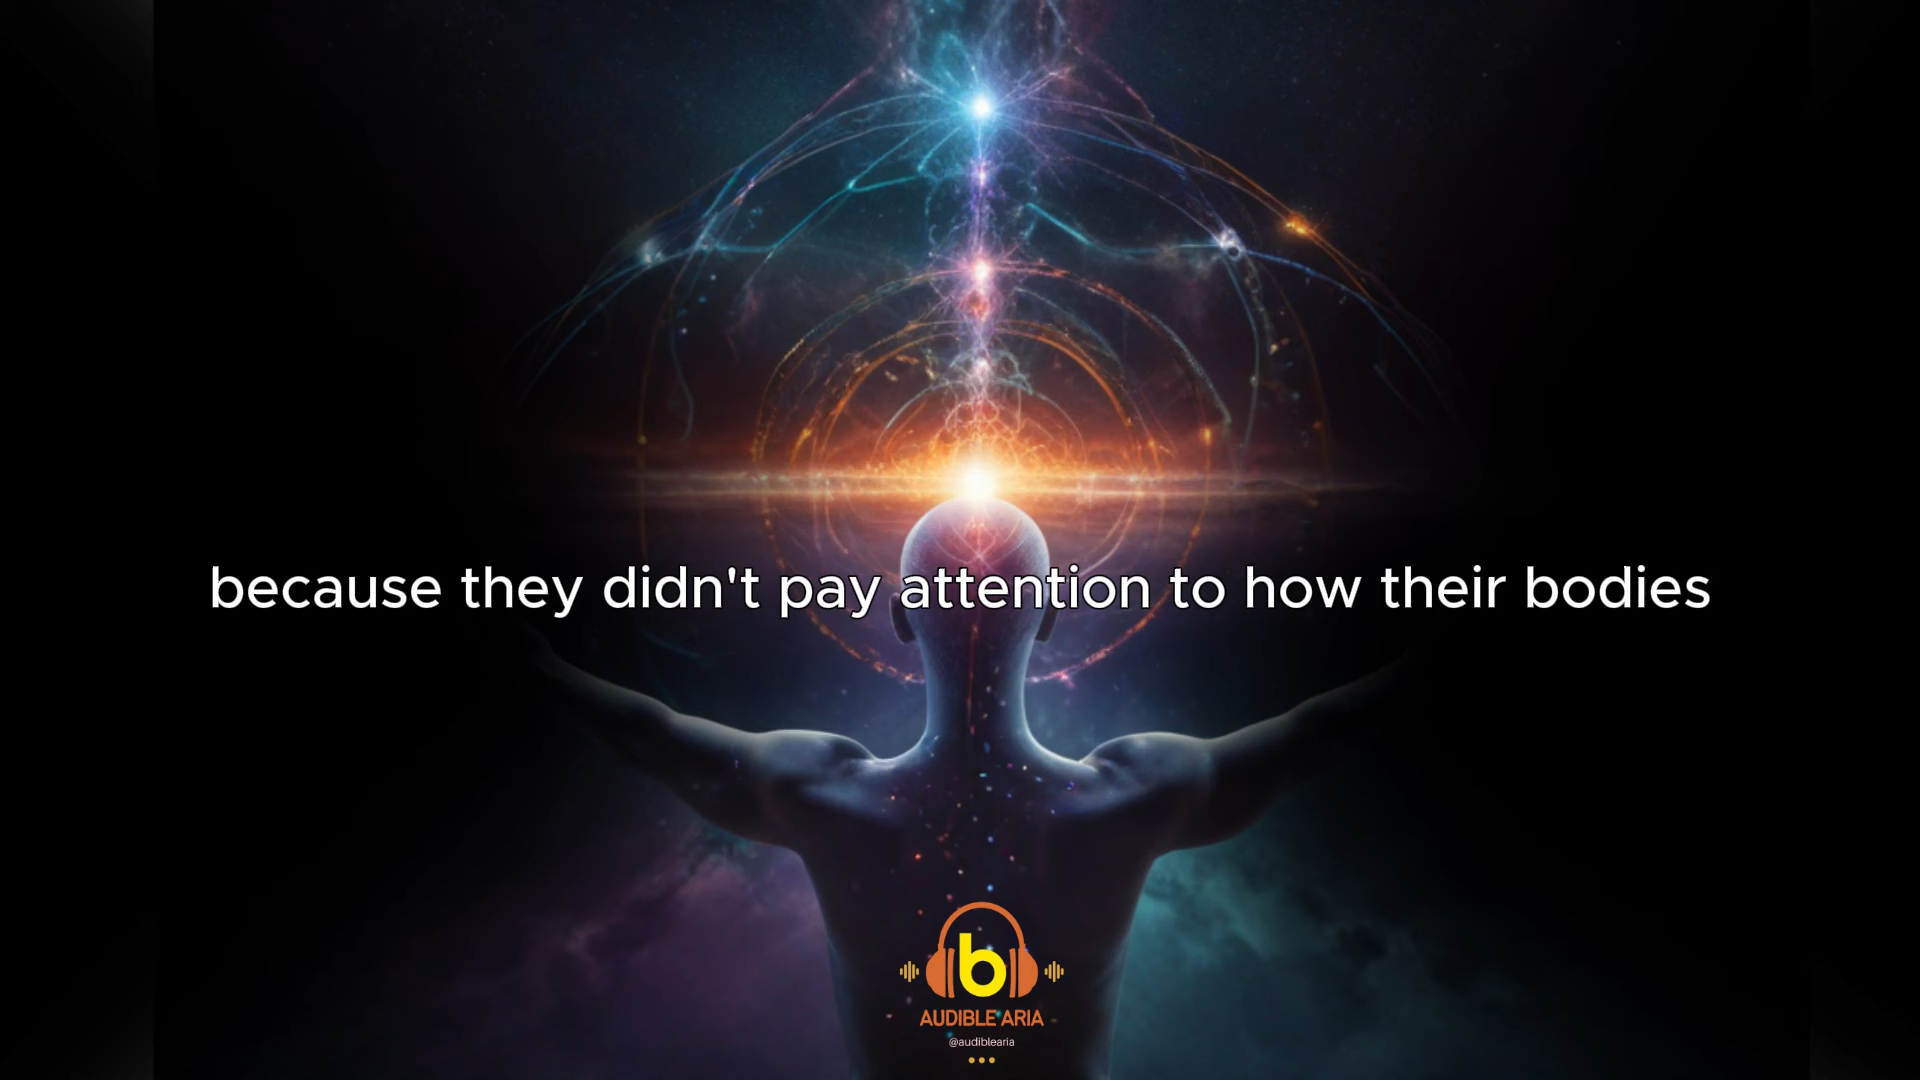 because they didn't pay attention to how their bodies
b
AUDIBLE ARIA
@audiblearia